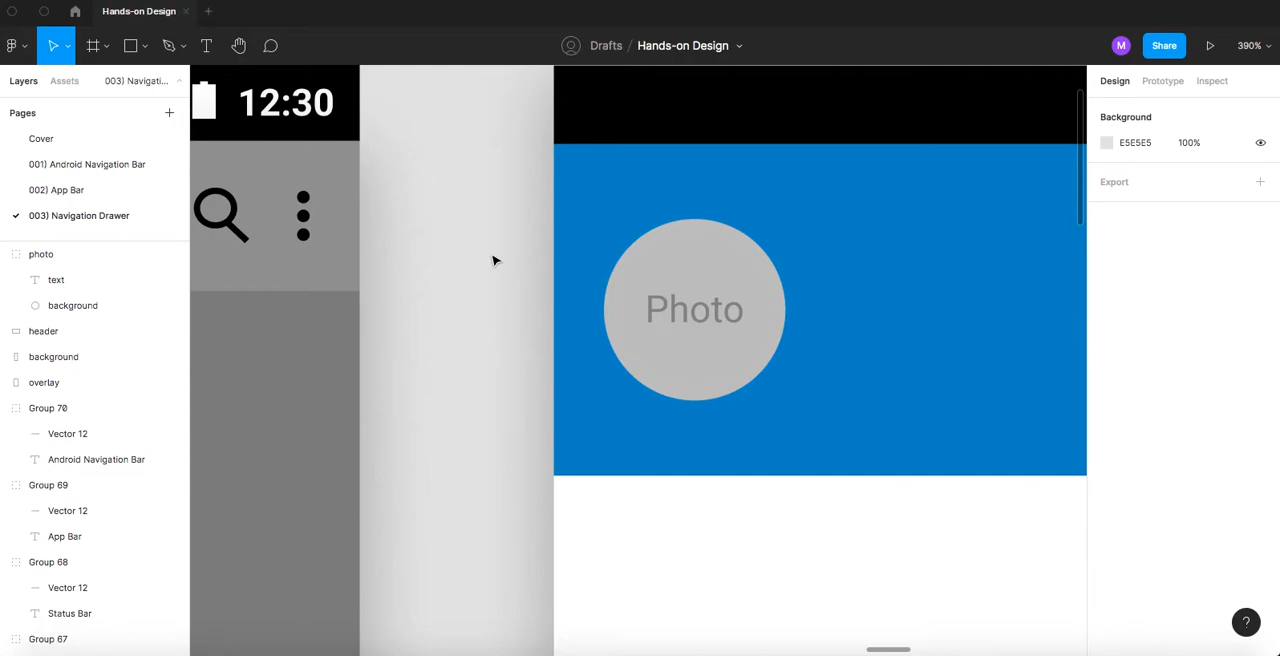 Hands-on Design
Drafts / Hands-on Design
M
Share
390%
Layers
Assets
003) Navigati...
Pages
Cover
001) Android Navigation Bar
002) App Bar
003) Navigation Drawer
photo
text
background
header
background
overlay
Group 70
Vector 12
Android Navigation Bar
Group 69
Vector 12
App Bar
Group 68
Vector 12
Status Bar
Group 67
12:30
Photo
Design
Prototype
Inspect
Background
E5E5E5
100%
Export
?